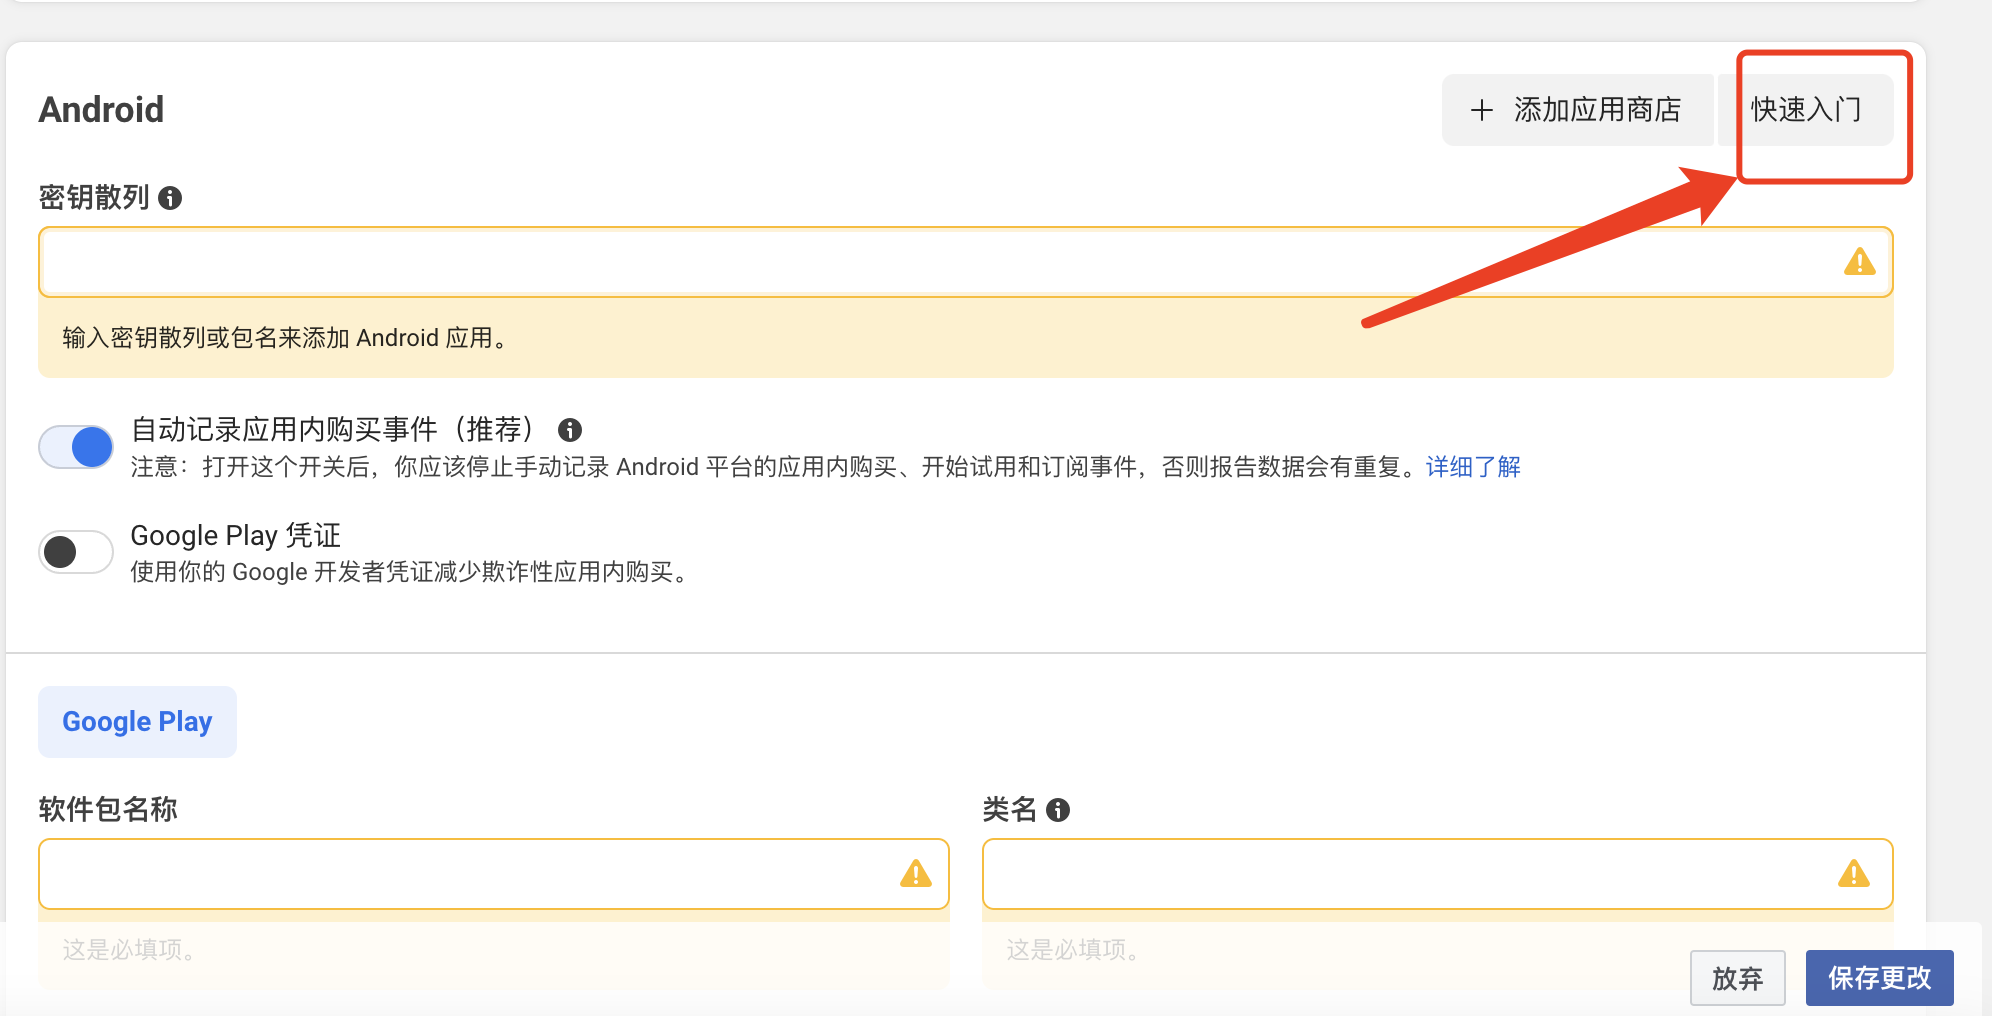 Android
添加应用商店
快速入门
密钥散列
输入密钥散列或包名来添加 Android 应用。
自动记录应用内购买事件（推荐）
注意：打开这个开关后，你应该停止手动记录 Android 平台的应用内购买、开始试用和订阅事件，否则报告数据会有重复。详细了解
Google Play 凭证
使用你的 Google 开发者凭证减少欺诈性应用内购买。
Google Play
软件包名称
类名
这是必填项。
这是必填项。
放弃
保存更改